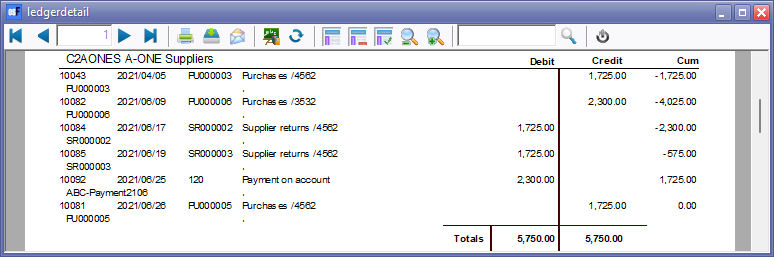 ledgerdetail
1
C2AONES A-ONE Suppliers Debit Credit Cum
10043 2021/04/05 PU000003 Purchases /4562 1,725.00 -1,725.00
PU000003 ,
10082 2021/06/09 PU000006 Purchases /3532 2,300.00 -4,025.00
PU000006 ,
10084 2021/06/17 SR000002 Supplier returns /4562 1,725.00 -2,300.00
SR000002 ,
10085 2021/06/19 SR000003 Supplier returns /4562 1,725.00 -575.00
SR000003 ,
10092 2021/06/25 120 Payment on account 2,300.00 1,725.00
ABC-Payment2106 ,
10081 2021/06/26 PU000005 Purchases /4562 1,725.00 0.00
PU000005 ,
Totals 5,750.00 5,750.00